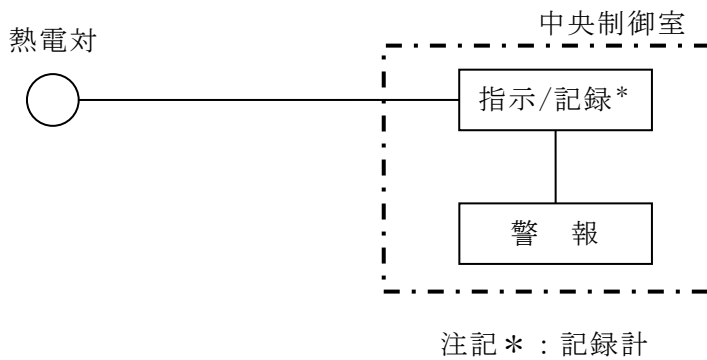 中央制御室
熱電対
指示/記録*
警 報
注記＊：記録計